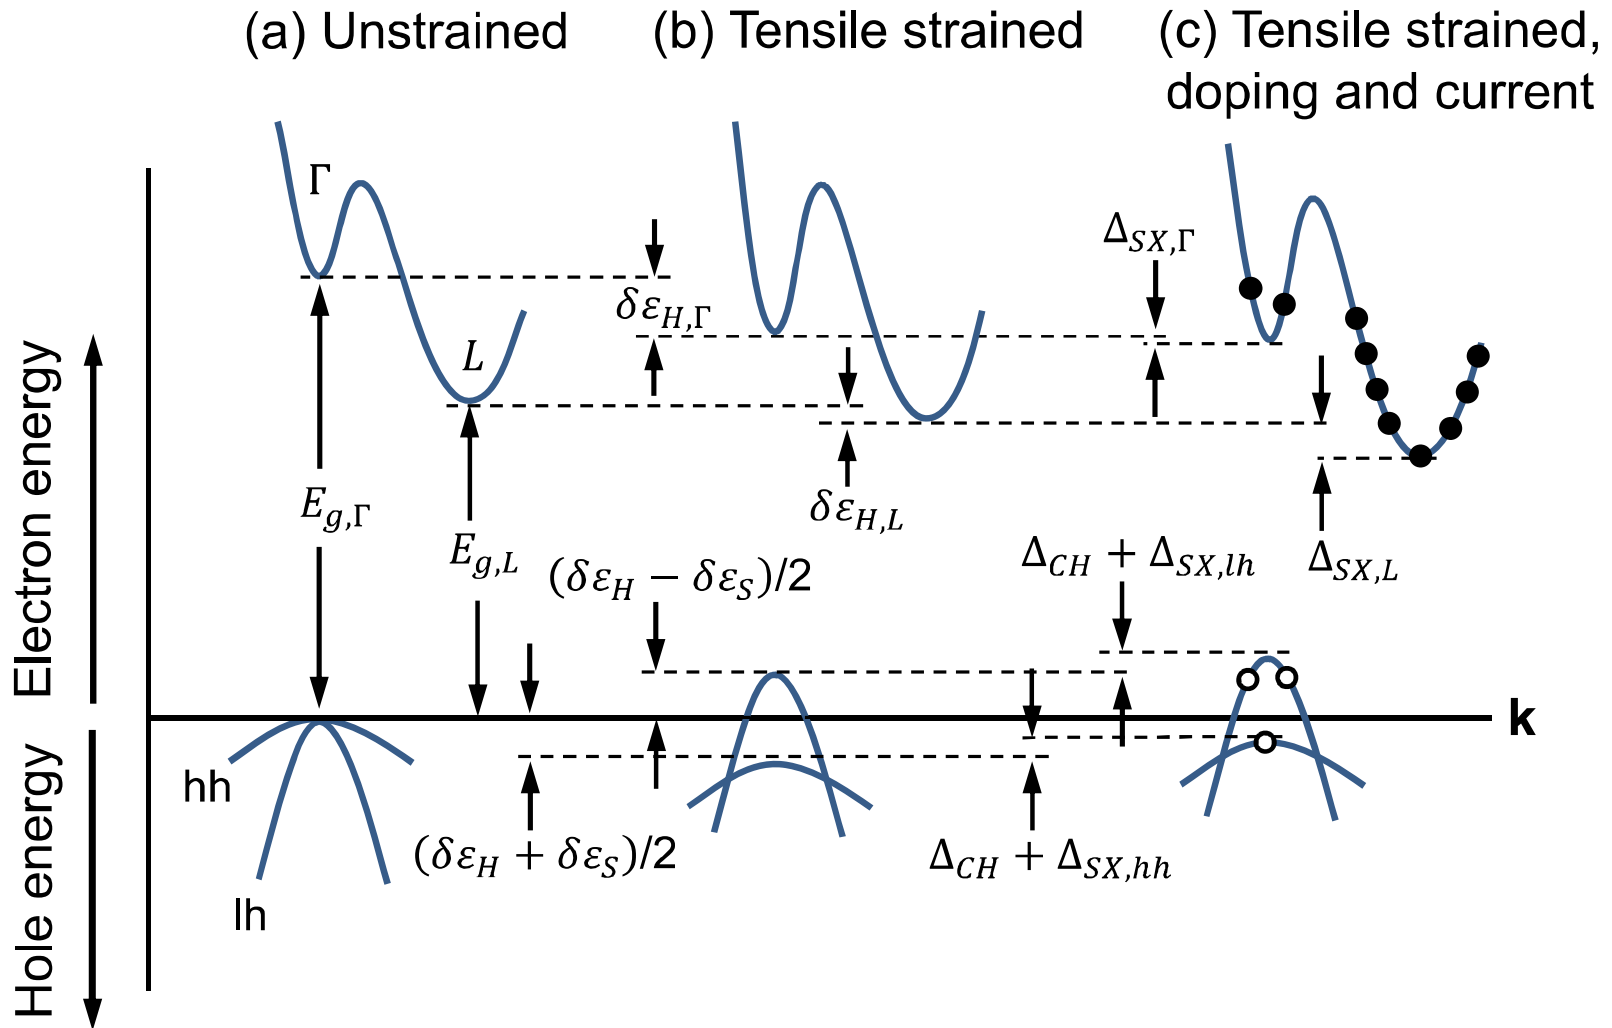 (a) Unstrained
(b) Tensile strained
(c) Tensile strained,
doping and current
Γ
L
δε_{H,Γ}
Δ_{SX,Γ}
E_{g,Γ}
E_{g,L}
δε_{H,L}
(δε_H − δε_S)/2
Δ_{CH} + Δ_{SX,lh}
Δ_{SX,L}
Electron energy
k
Hole energy
hh
lh
(δε_H + δε_S)/2
Δ_{CH} + Δ_{SX,hh}